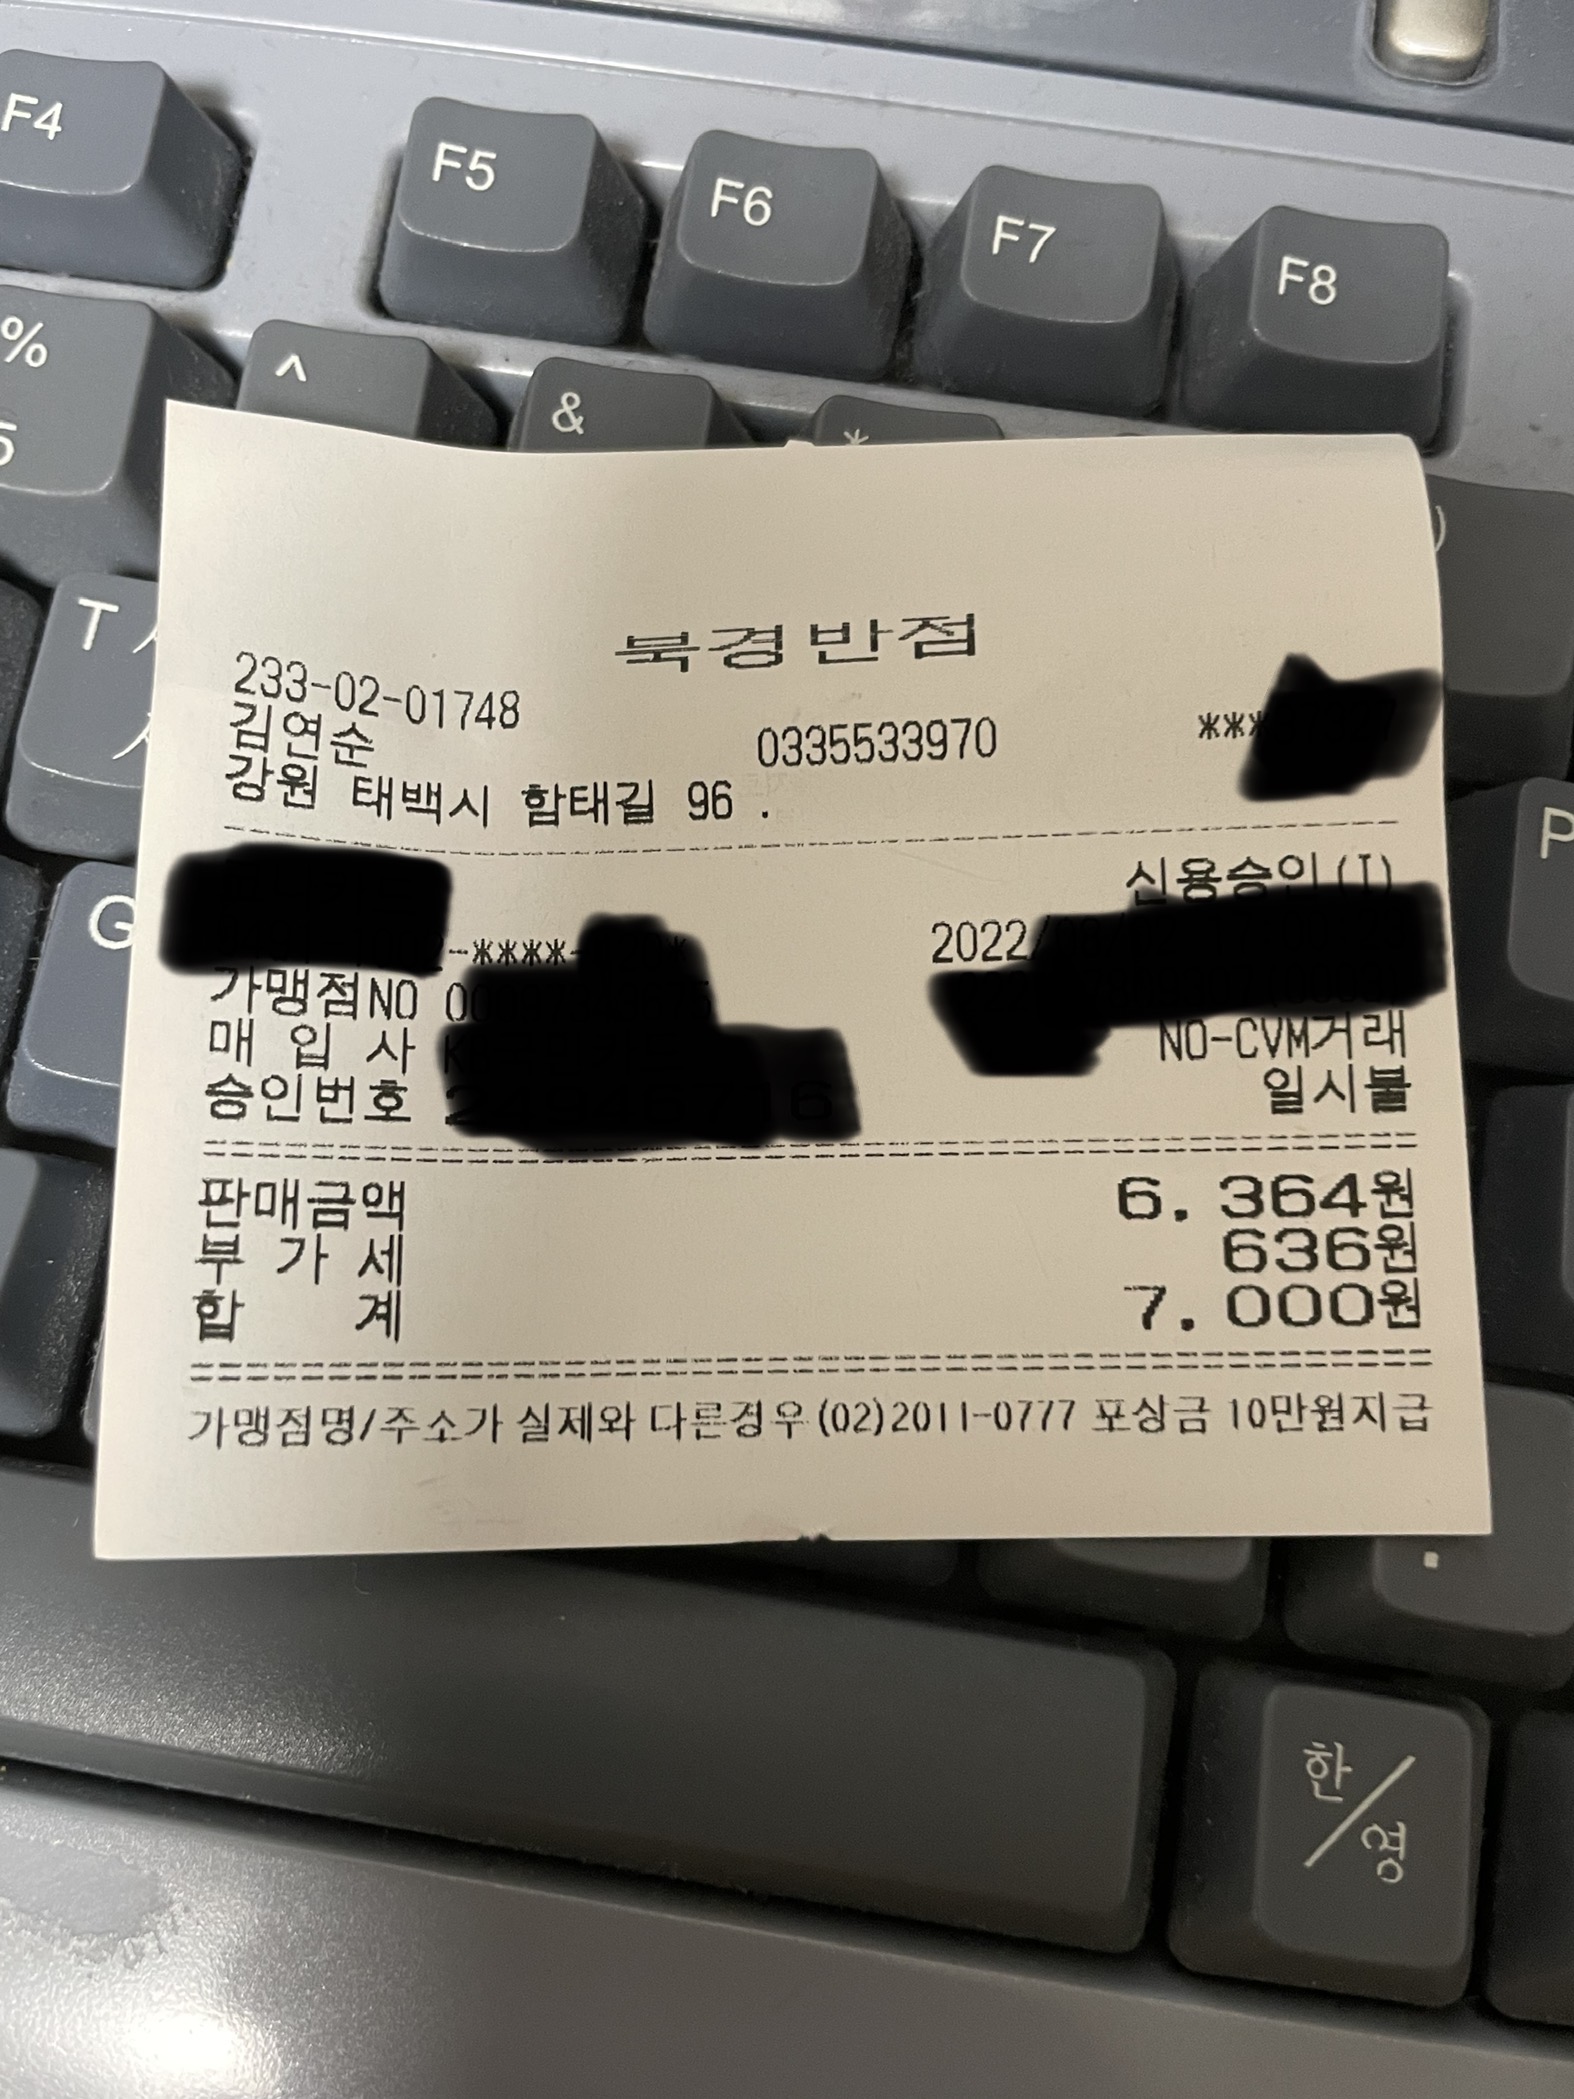 F4 F5 F6 F7 F8
% ^ & *
5 )
T ㅅ
P
G
북경반점
233-02-01748
김연순 0335533970 ***
강원 태백시 함태길 96 .
신용승인(I)
-****- 2022/
가맹점NO
매 입 사 NO-CVM거래
승인번호 일시불
판매금액 6.364원
부 가 세 636원
합 계 7.000원
가맹점명/주소가 실제와 다른경우(02)2011-0777 포상금 10만원지급
.
한/영